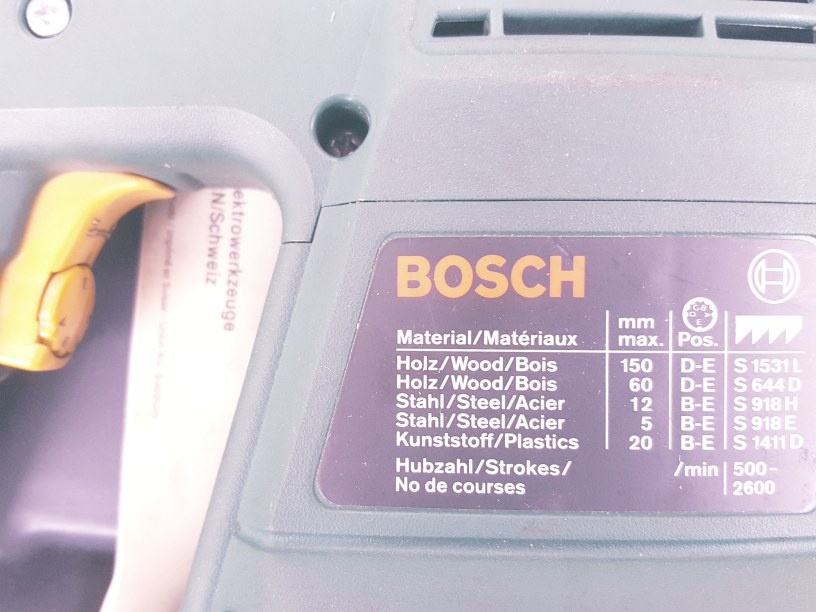 BOSCH
Material/Matériaux mm max. Pos.
Holz/Wood/Bois 150 D-E S 1531 L
Holz/Wood/Bois 60 D-E S 644 D
Stahl/Steel/Acier 12 B-E S 918 H
Stahl/Steel/Acier 5 B-E S 918 E
Kunststoff/Plastics 20 B-E S 1411 D
Hubzahl/Strokes/ /min 500-
No de courses 2600
ektrowerkzeuge
N/Schweiz